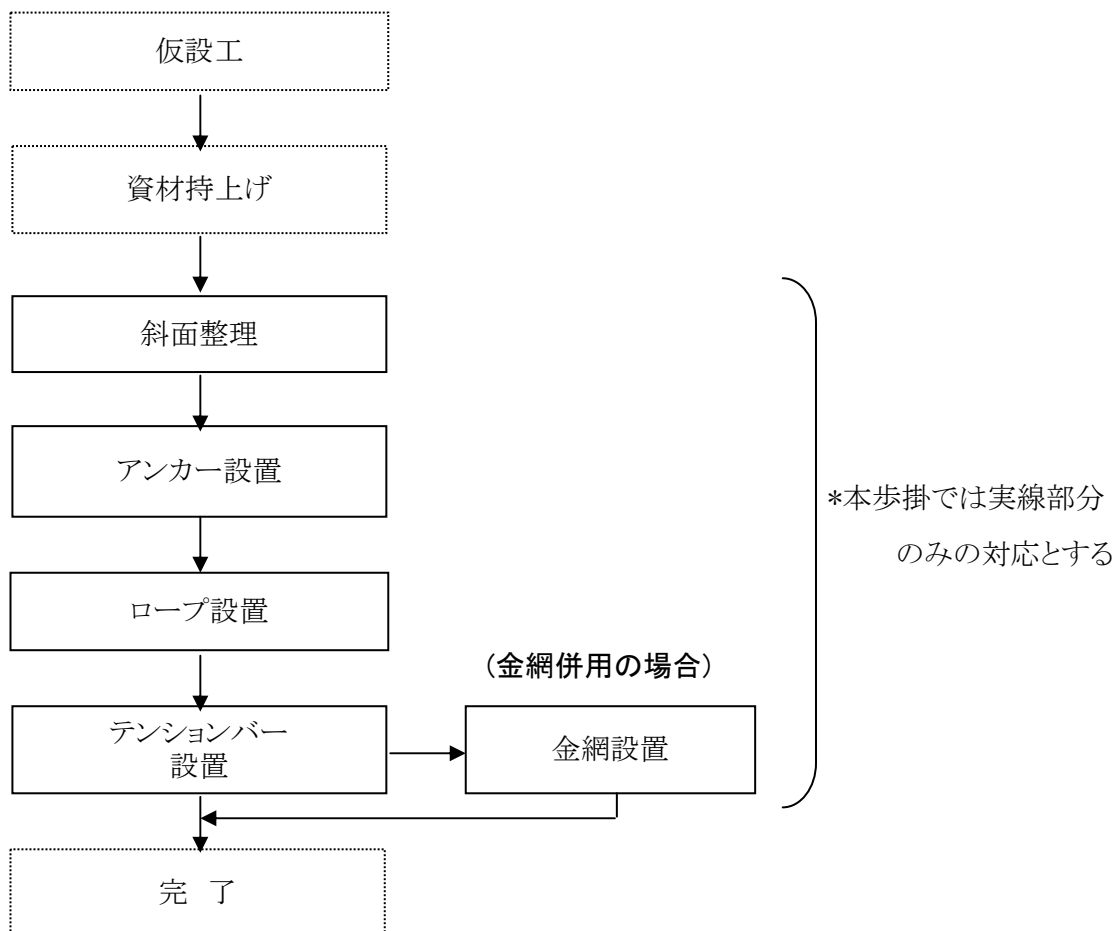 仮設工
資材持上げ
斜面整理
アンカー設置
*本歩掛では実線部分
のみの対応とする
ロープ設置
(金網併用の場合)
テンションバー
設置
金網設置
完 了